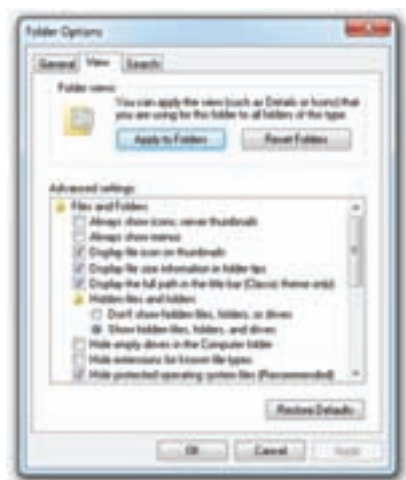 Folder Options
General View Search
Folder views
You can apply the view (such as Details or Icons) that
you are using for this folder to all folders of this type.
Apply to Folders Reset Folders
Advanced settings:
Files and Folders
Always show icons, never thumbnails
Always show menus
Display file icon on thumbnails
Display file size information in folder tips
Display the full path in the title bar (Classic theme only)
Hidden files and folders
Don't show hidden files, folders, or drives
Show hidden files, folders, and drives
Hide empty drives in the Computer folder
Hide extensions for known file types
Hide protected operating system files (Recommended)
Restore Defaults
OK Cancel Apply